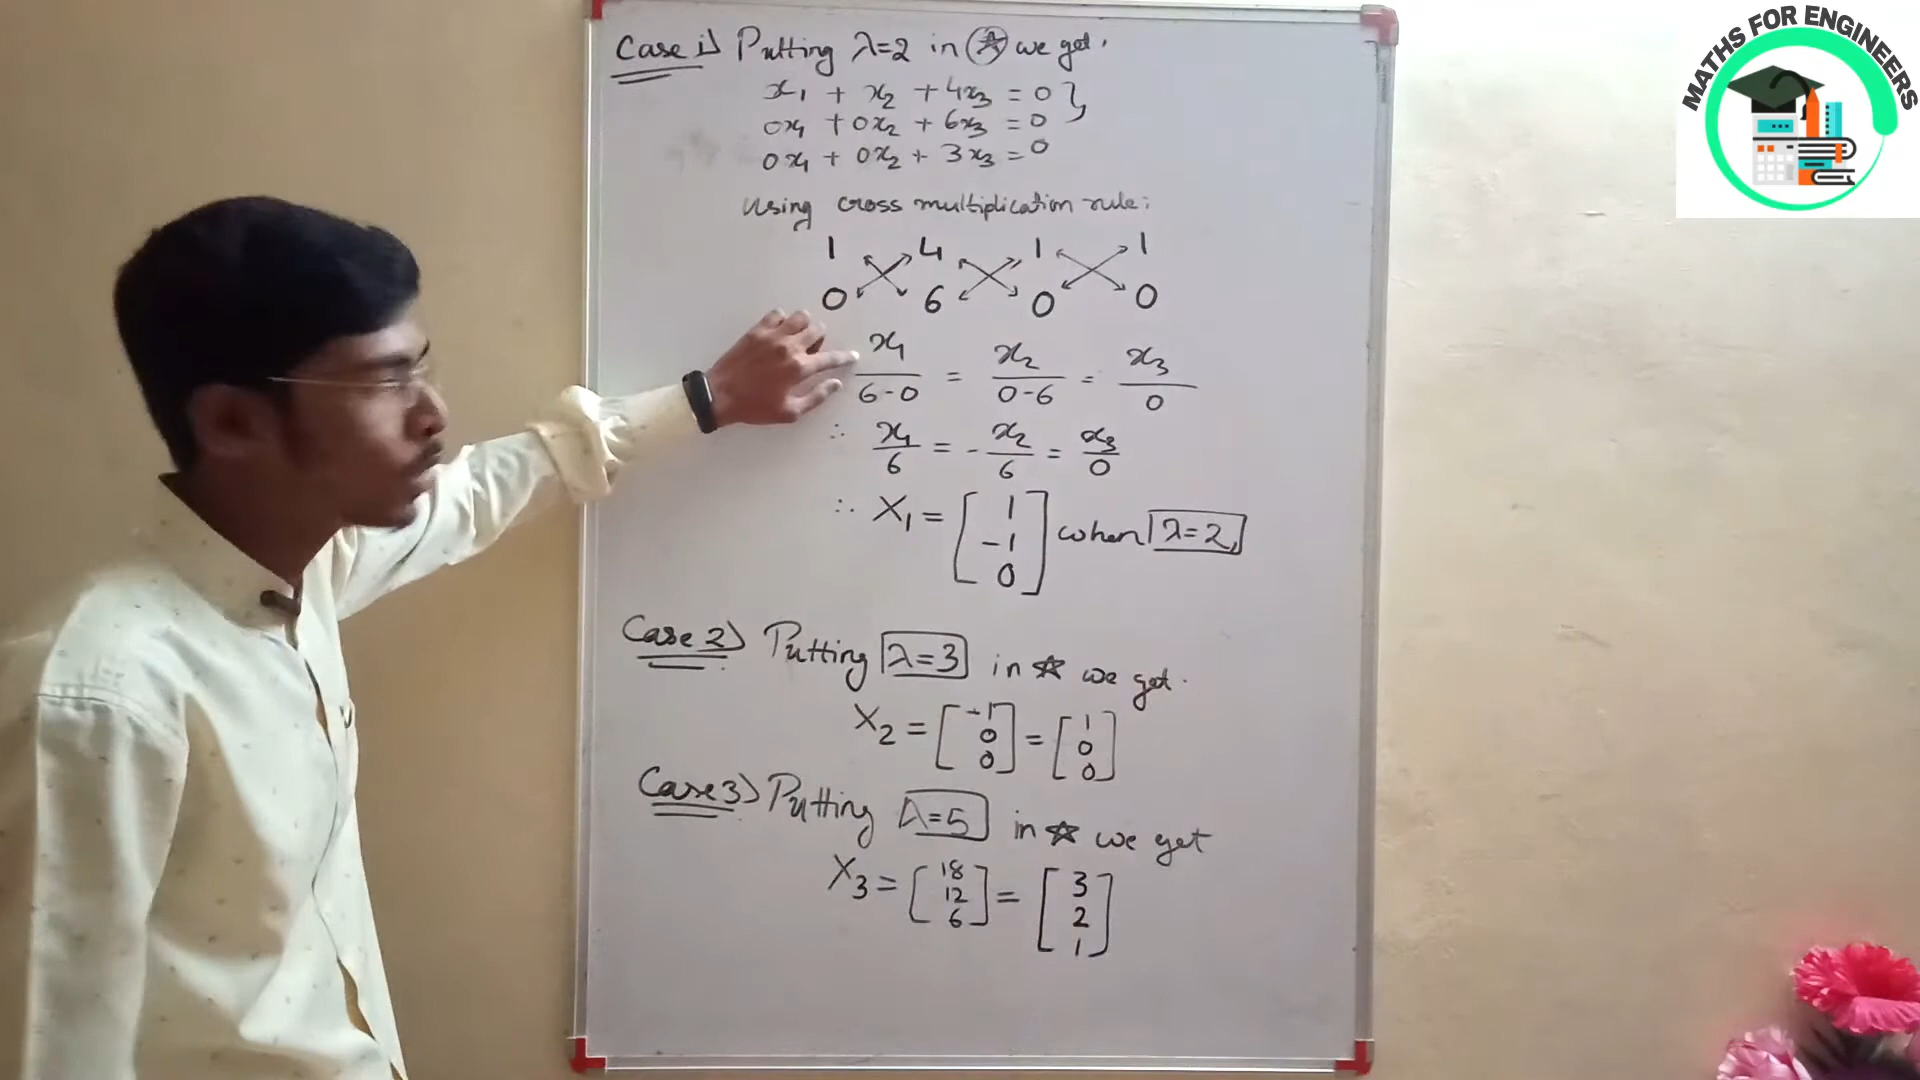 Case 1) Putting λ=2 in ☆ we get.
x₁ + x₂ + 4x₃ = 0 }
0x₁ + 0x₂ + 6x₃ = 0
0x₁ + 0x₂ + 3x₃ = 0
Using cross multiplication rule:
1 4 1 1
0 6 0 0
x₁/(6-0) = x₂/(0-6) = x₃/0
∴ x₁/6 = -x₂/6 = x₃/0
∴ X₁ = [1 -1 0] when λ=2,
Case 2) Putting λ=3 in ☆ we get.
X₂ = [-1 0 0] = [1 0 0]
Case 3) Putting λ=5 in ☆ we get
X₃ = [18 12 6] = [3 2 1]
MATHS FOR ENGINEERS